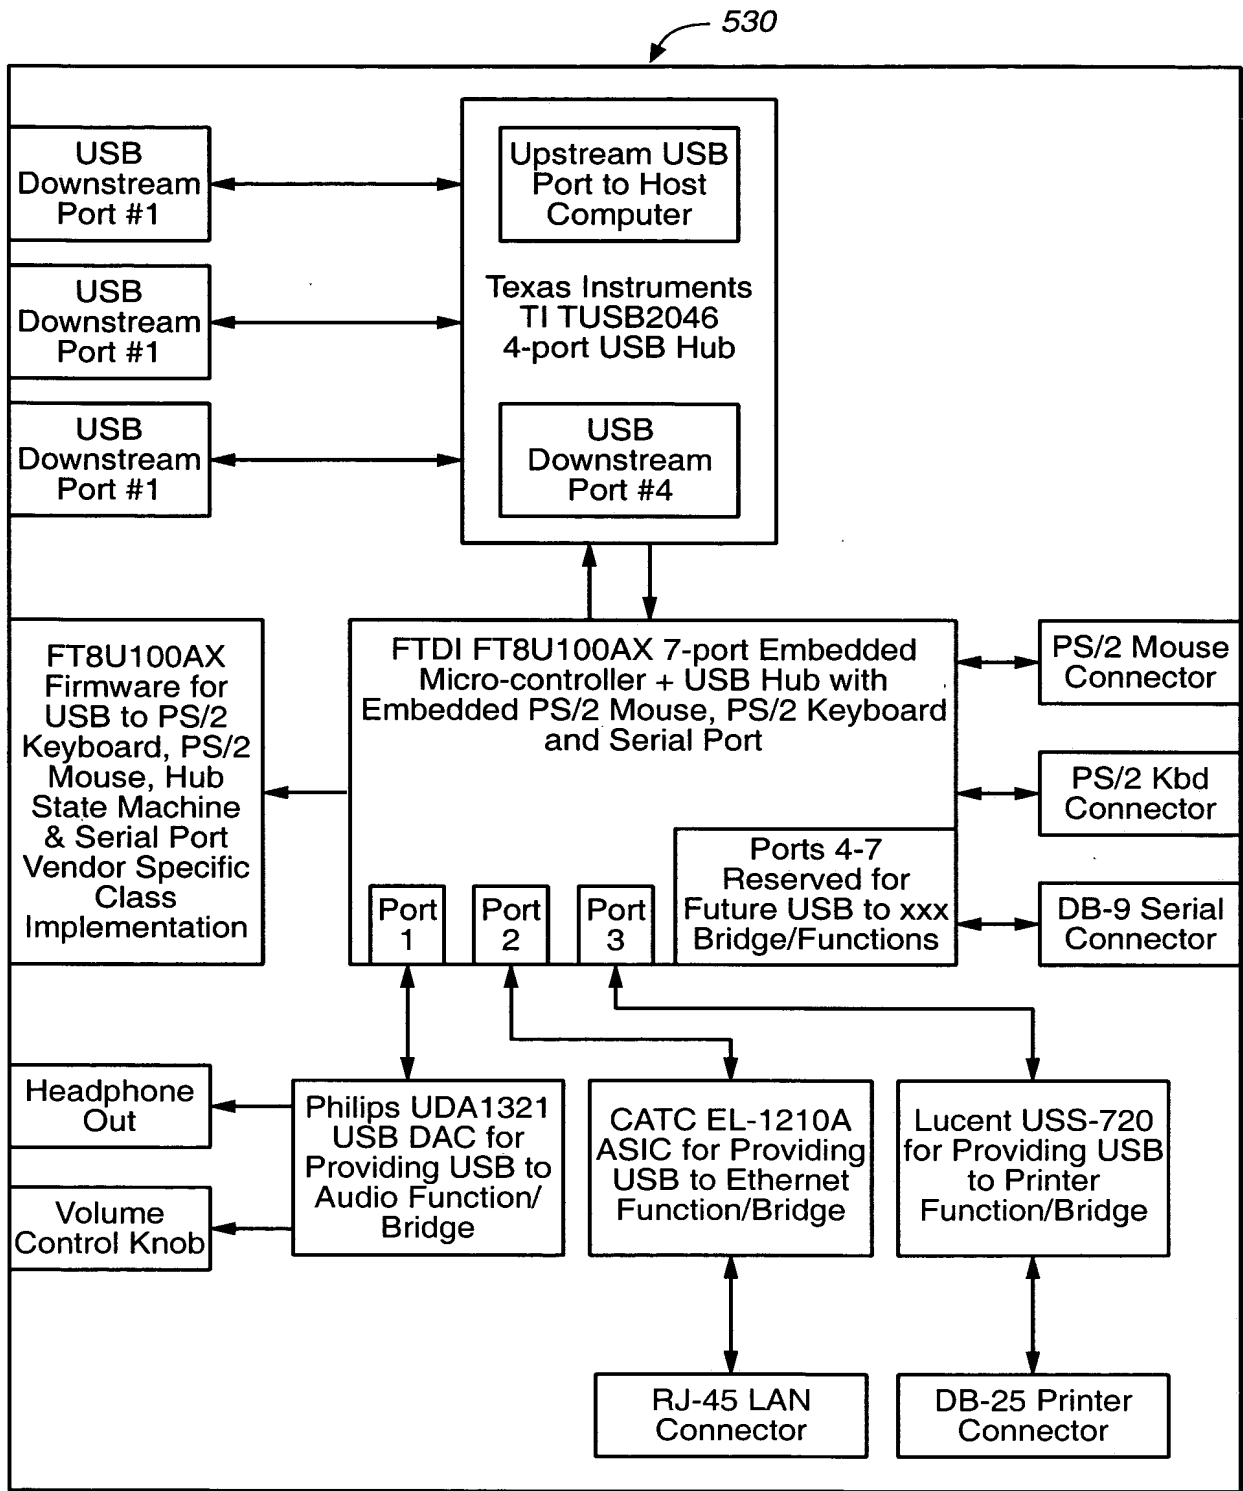 530
USB
Downstream
Port #1
Upstream USB
Port to Host
Computer
Texas Instruments
TI TUSB2046
4-port USB Hub
USB
Downstream
Port #1
USB
Downstream
Port #1
USB
Downstream
Port #4
FT8U100AX
Firmware for
USB to PS/2
Keyboard, PS/2
Mouse, Hub
State Machine
& Serial Port
Vendor Specific
Class
Implementation
FTDI FT8U100AX 7-port Embedded
Micro-controller + USB Hub with
Embedded PS/2 Mouse, PS/2 Keyboard
and Serial Port
PS/2 Mouse
Connector
PS/2 Kbd
Connector
DB-9 Serial
Connector
Port
1
Port
2
Port
3
Ports 4-7
Reserved for
Future USB to xxx
Bridge/Functions
Headphone
Out
Volume
Control Knob
Philips UDA1321
USB DAC for
Providing USB to
Audio Function/
Bridge
CATC EL-1210A
ASIC for Providing
USB to Ethernet
Function/Bridge
Lucent USS-720
for Providing USB
to Printer
Function/Bridge
RJ-45 LAN
Connector
DB-25 Printer
Connector